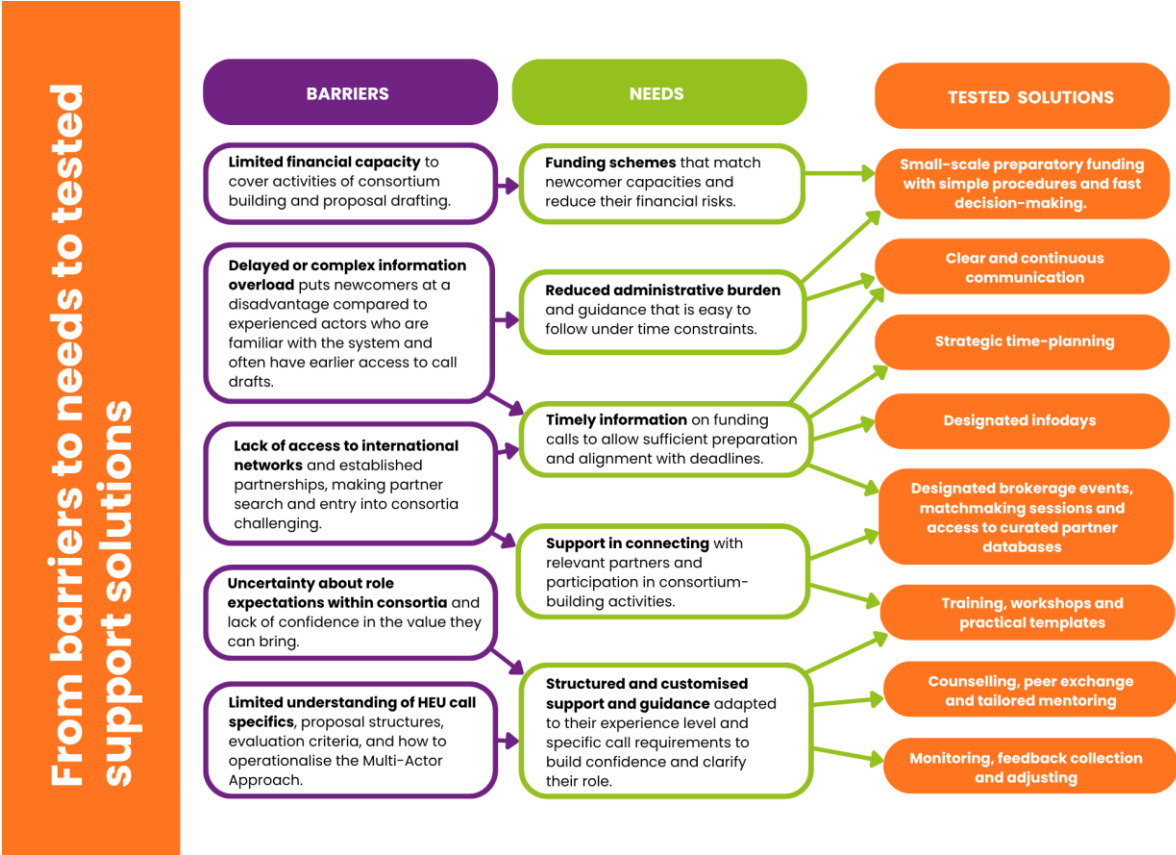 From barriers to needs to tested
support solutions
BARRIERS
Limited financial capacity to
cover activities of consortium
building and proposal drafting.
Delayed or complex information
overload puts newcomers at a
disadvantage compared to
experienced actors who are
familiar with the system and
often have earlier access to call
drafts.
Lack of access to international
networks and established
partnerships, making partner
search and entry into consortia
challenging.
Uncertainty about role
expectations within consortia and
lack of confidence in the value they
can bring.
Limited understanding of HEU call
specifics, proposal structures,
evaluation criteria, and how to
operationalise the Multi-Actor
Approach.
NEEDS
Funding schemes that match
newcomer capacities and
reduce their financial risks.
Reduced administrative burden
and guidance that is easy to
follow under time constraints.
Timely information on funding
calls to allow sufficient preparation
and alignment with deadlines.
Support in connecting with
relevant partners and
participation in consortium-
building activities.
Structured and customised
support and guidance adapted
to their experience level and
specific call requirements to
build confidence and clarify
their role.
TESTED SOLUTIONS
Small-scale preparatory funding
with simple procedures and fast
decision-making.
Clear and continuous
communication
Strategic time-planning
Designated infodays
Designated brokerage events,
matchmaking sessions and
access to curated partner
databases
Training, workshops and
practical templates
Counselling, peer exchange
and tailored mentoring
Monitoring, feedback collection
and adjusting